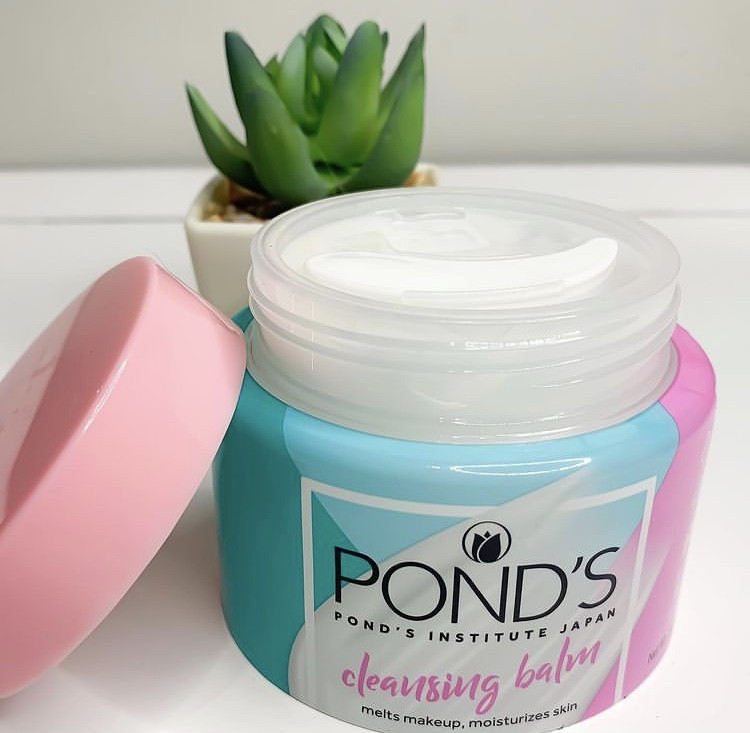 POND'S
POND'S INSTITUTE JAPAN
cleansing balm
melts makeup, moisturizes skin